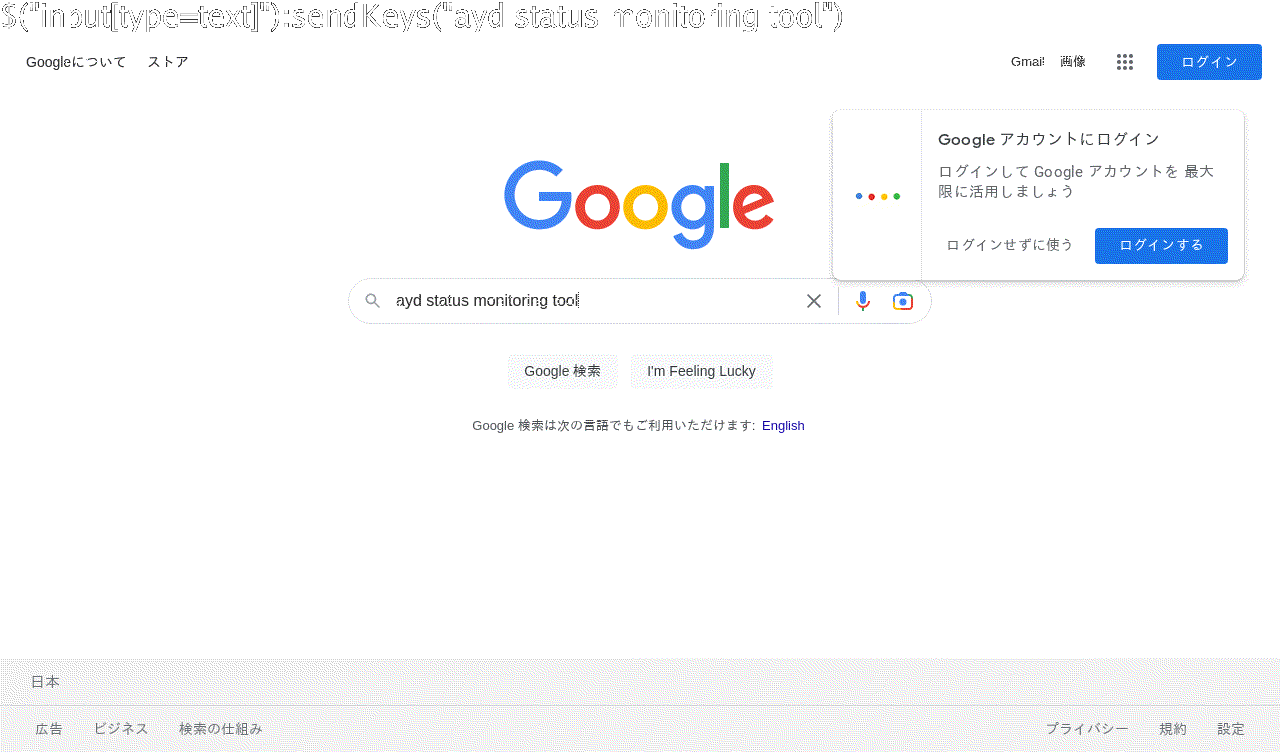 $("input[type=text]"):sendKeys("ayd status monitoring tool")
Googleについて ストア Gmail 画像 ログイン
Google アカウントにログイン
ログインして Google アカウントを 最大
限に活用しましょう
ログインせずに使う ログインする
Google
ayd status monitoring tool
Google 検索 I'm Feeling Lucky
Google 検索は次の言語でもご利用いただけます: English
日本
広告 ビジネス 検索の仕組み プライバシー 規約 設定